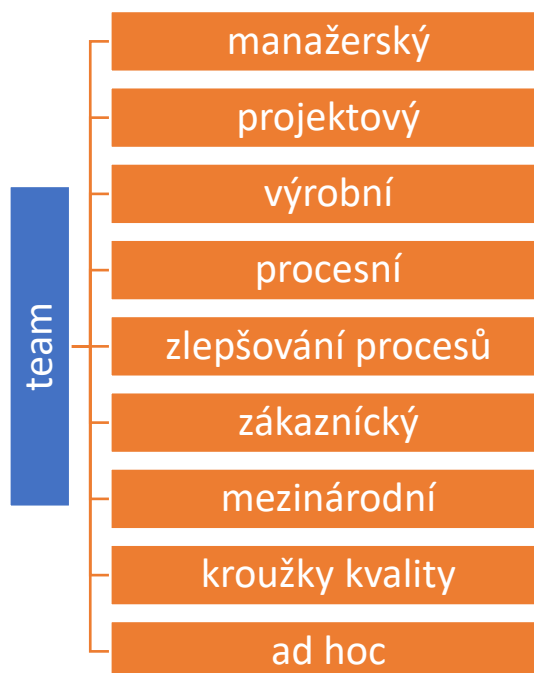 team
manažerský
projektový
výrobní
procesní
zlepšování procesů
zákaznícký
mezinárodní
kroužky kvality
ad hoc